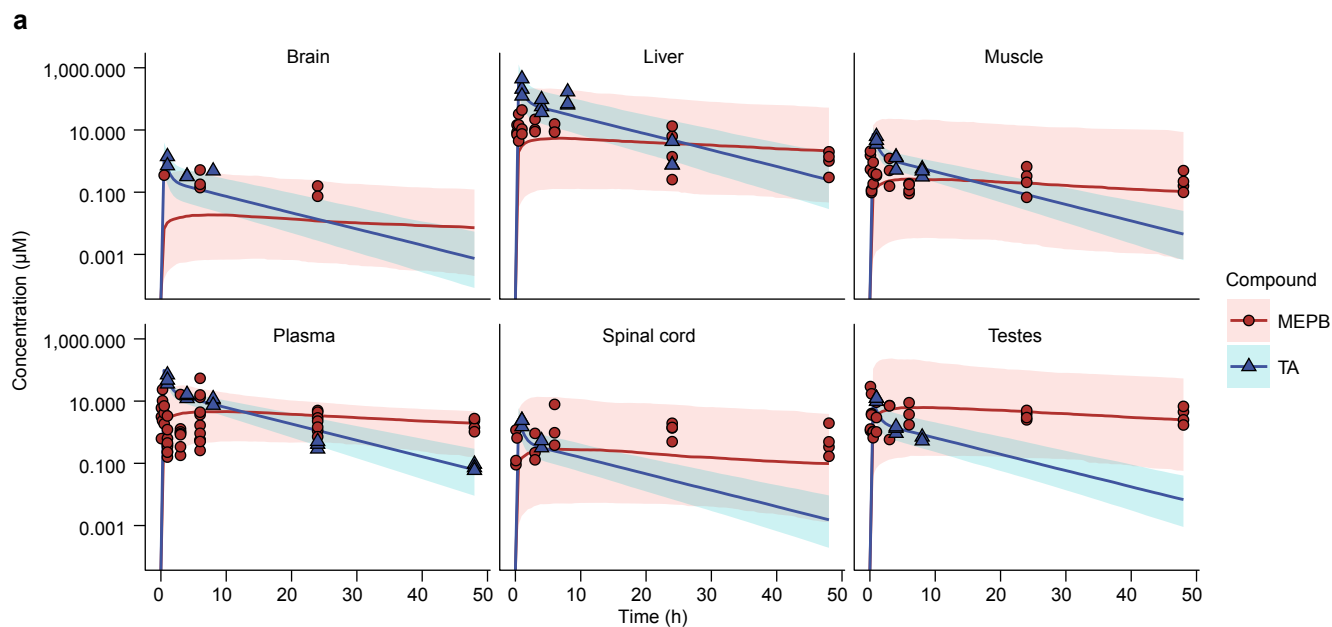 a
Brain
Liver
Muscle
1,000.000
10.000
0.100
0.001
Plasma
Spinal cord
Testes
1,000.000
10.000
0.100
0.001
Concentration (μM)
0 10 20 30 40 50
0 10 20 30 40 50
0 10 20 30 40 50
Time (h)
Compound
MEPB
TA